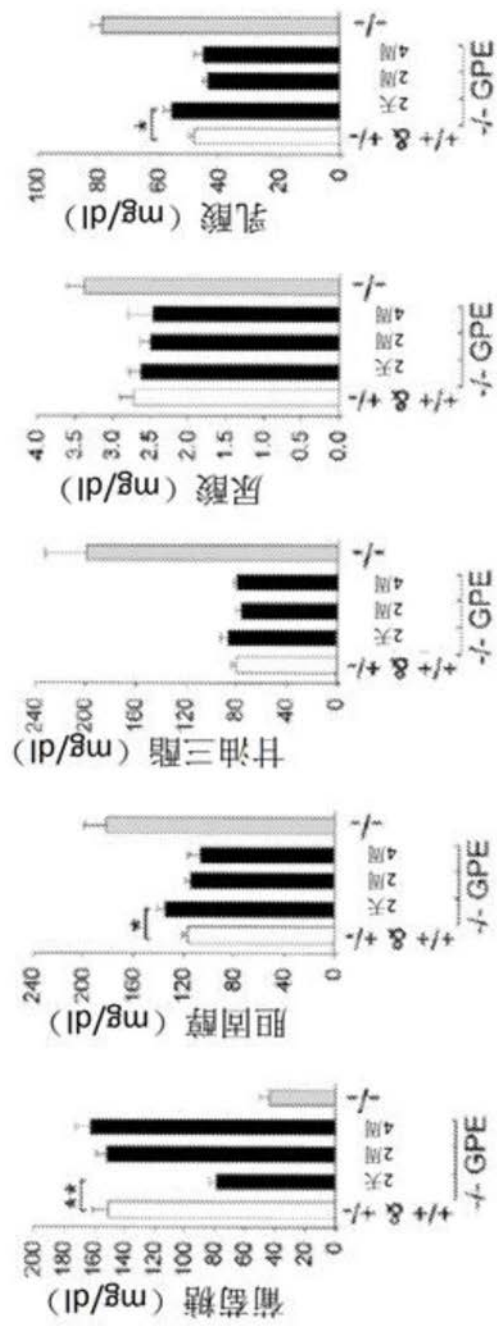 葡萄糖 (mg/dl)
200
180
160
140
120
100
80
60
40
20
0
**
+/+ & +/-
2天
2周
4周
-/-
-/- GPE
胆固醇 (mg/dl)
240
200
160
120
80
40
0
*
+/+ & +/-
2天
2周
4周
-/-
-/- GPE
甘油三酯 (mg/dl)
240
200
160
120
80
40
0
+/+ & +/-
2天
2周
4周
-/-
-/- GPE
尿酸 (mg/dl)
4.0
3.5
3.0
2.5
2.0
1.5
1.0
0.5
0.0
+/+ & +/-
2天
2周
4周
-/-
-/- GPE
乳酸 (mg/dl)
100
80
60
40
20
0
*
+/+ & +/-
2天
2周
4周
-/-
-/- GPE